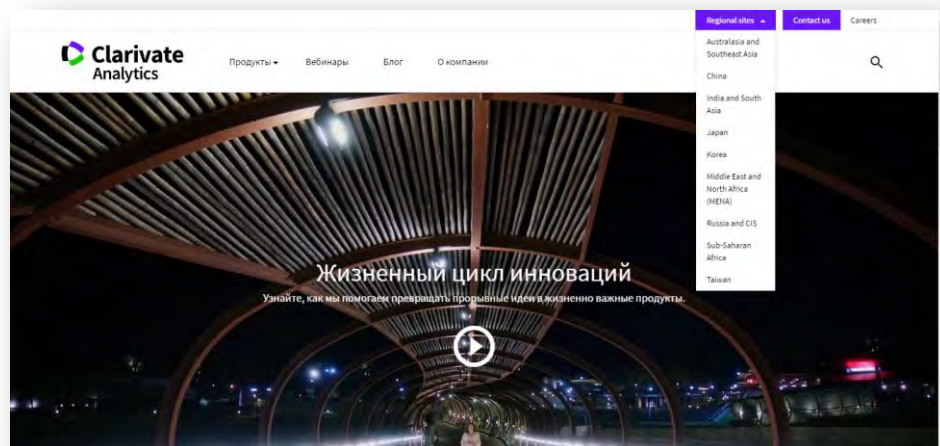 Regional sites
Contact us
Careers
Clarivate
Analytics
Продукты
Вебинары
Блог
О компании
Australasia and
Southeast Asia
China
India and South
Asia
Japan
Korea
Middle East and
North Africa
(MENA)
Russia and CIS
Sub-Saharan
Africa
Taiwan
Жизненный цикл инноваций
Узнайте, как мы помогаем превращать прорывные идеи в жизненно важные продукты.